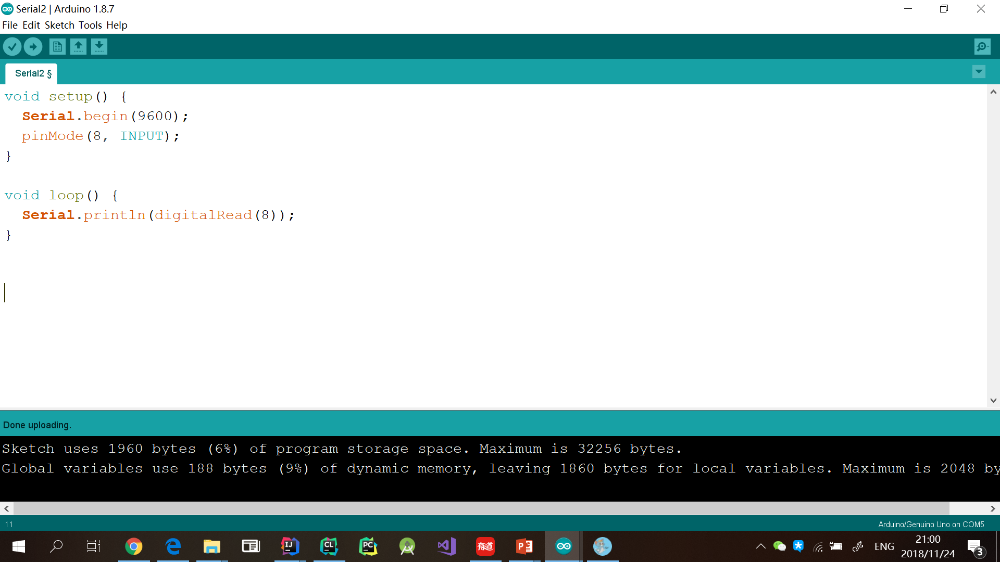 Serial2 | Arduino 1.8.7
File Edit Sketch Tools Help
Serial2 §
void setup() {
  Serial.begin(9600);
  pinMode(8, INPUT);
}
void loop() {
  Serial.println(digitalRead(8));
}
Done uploading.
Sketch uses 1960 bytes (6%) of program storage space. Maximum is 32256 bytes.
Global variables use 188 bytes (9%) of dynamic memory, leaving 1860 bytes for local variables. Maximum is 2048 by
11
Arduino/Genuino Uno on COM5
IJ
CL
PC
有道
P
ENG
21:00
2018/11/24
3